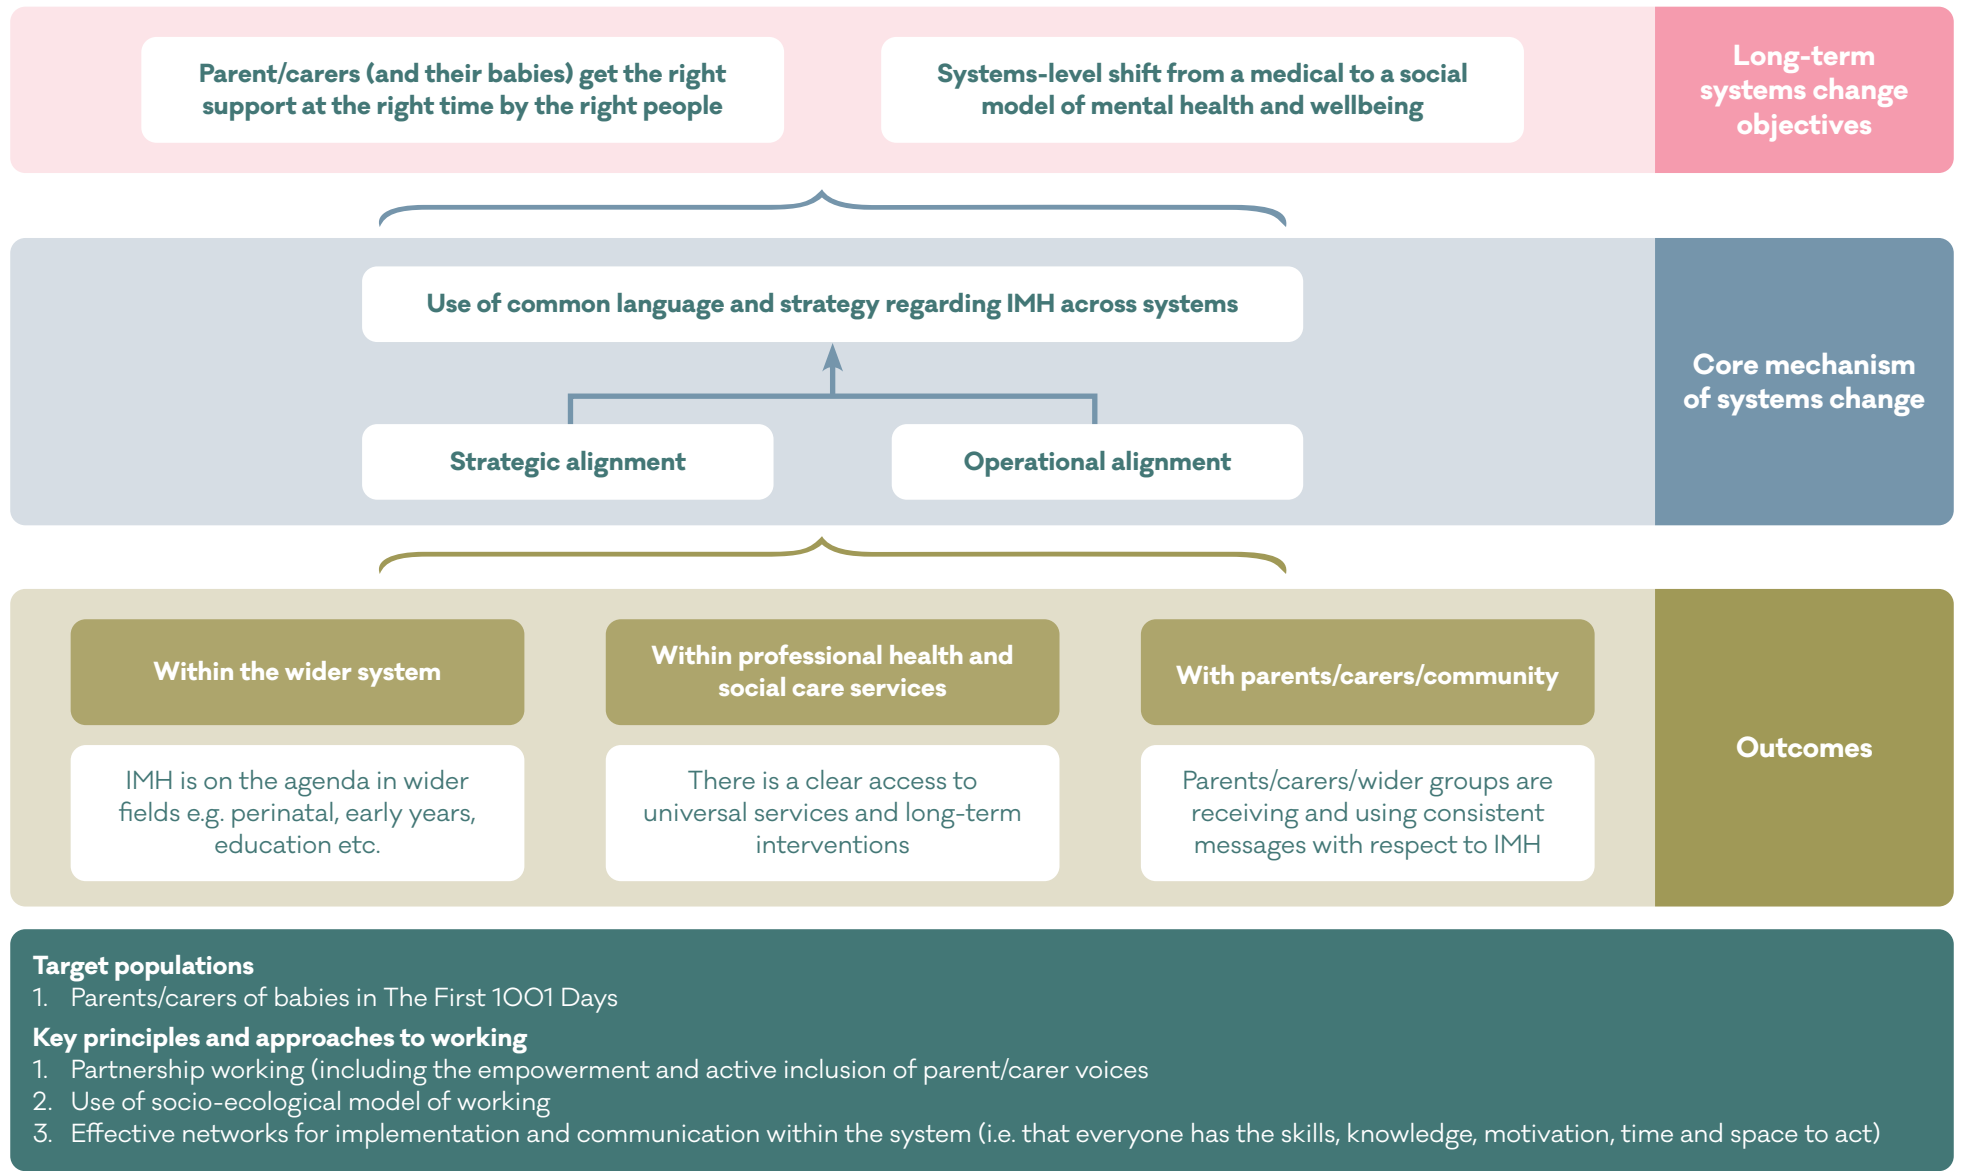 Parent/carers (and their babies) get the right
support at the right time by the right people
Systems-level shift from a medical to a social
model of mental health and wellbeing
Long-term
systems change
objectives
Use of common language and strategy regarding IMH across systems
Strategic alignment
Operational alignment
Core mechanism
of systems change
Within the wider system
IMH is on the agenda in wider
fields e.g. perinatal, early years,
education etc.
Within professional health and
social care services
There is a clear access to
universal services and long-term
interventions
With parents/carers/community
Parents/carers/wider groups are
receiving and using consistent
messages with respect to IMH
Outcomes
Target populations
1. Parents/carers of babies in The First 1001 Days
Key principles and approaches to working
1. Partnership working (including the empowerment and active inclusion of parent/carer voices
2. Use of socio-ecological model of working
3. Effective networks for implementation and communication within the system (i.e. that everyone has the skills, knowledge, motivation, time and space to act)